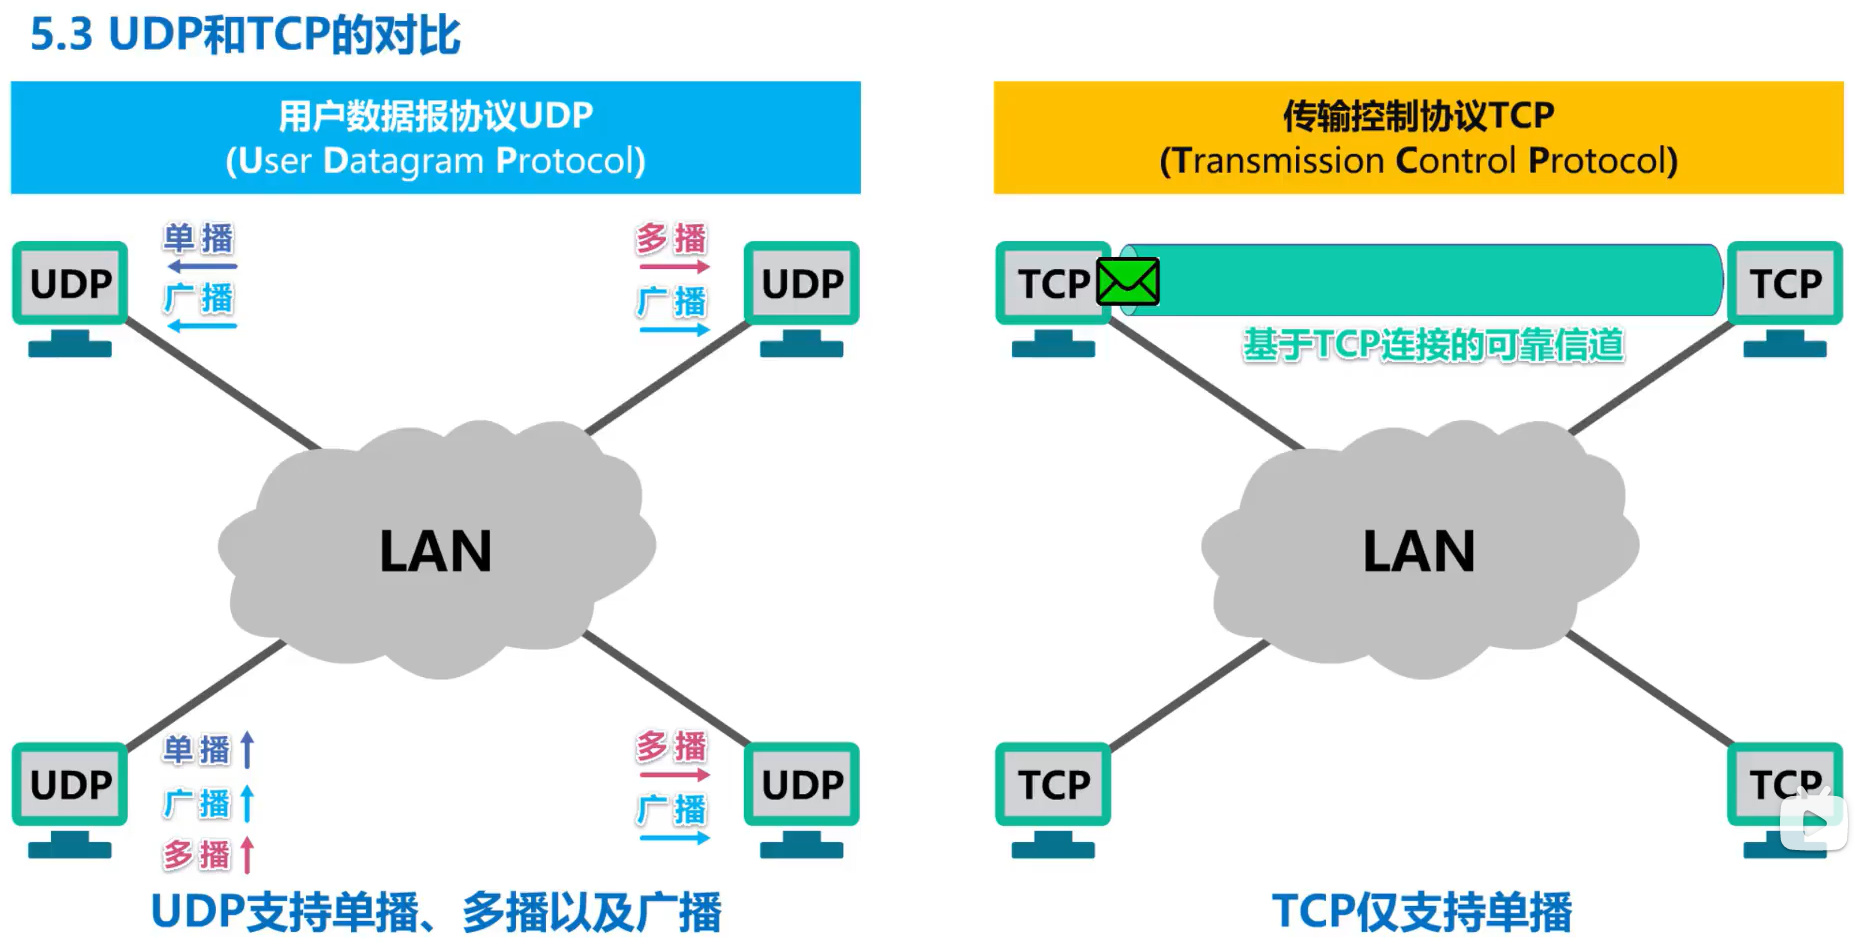 5.3 UDP和TCP的对比
用户数据报协议UDP
(User Datagram Protocol)
UDP
单播
广播
多播
广播
UDP
LAN
UDP
单播
广播
多播
多播
广播
UDP
UDP支持单播、多播以及广播
传输控制协议TCP
(Transmission Control Protocol)
TCP
TCP
基于TCP连接的可靠信道
LAN
TCP
TCP
TCP仅支持单播